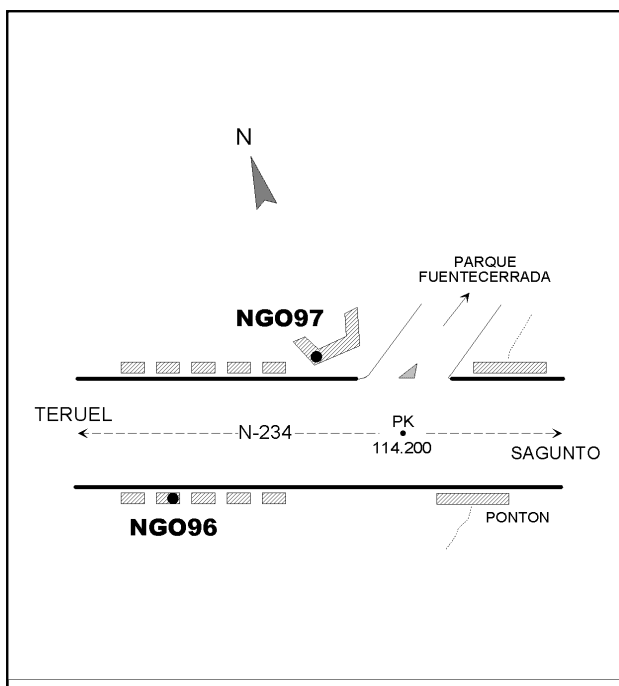 N
PARQUE
FUENTECERRADA
NGO97
TERUEL
N-234
PK
114.200
SAGUNTO
NGO96
PONTON